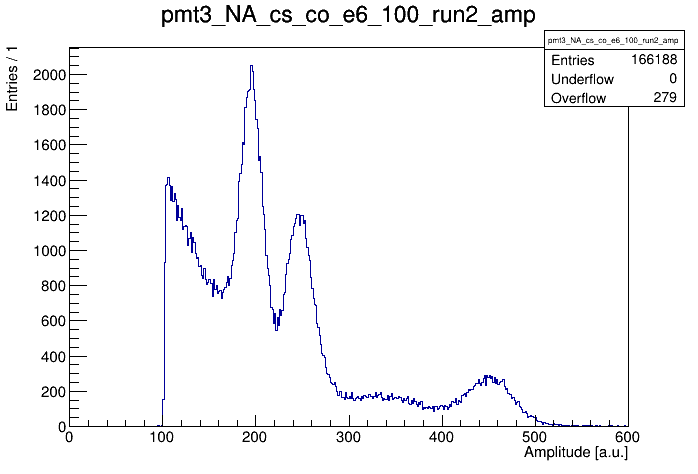 pmt3_NA_cs_co_e6_100_run2_amp
pmt3_NA_cs_co_e6_100_run2_amp
Entries 166188
Underflow 0
Overflow 279
Entries / 1
2000
1800
1600
1400
1200
1000
800
600
400
200
0
0 100 200 300 400 500 600
Amplitude [a.u.]